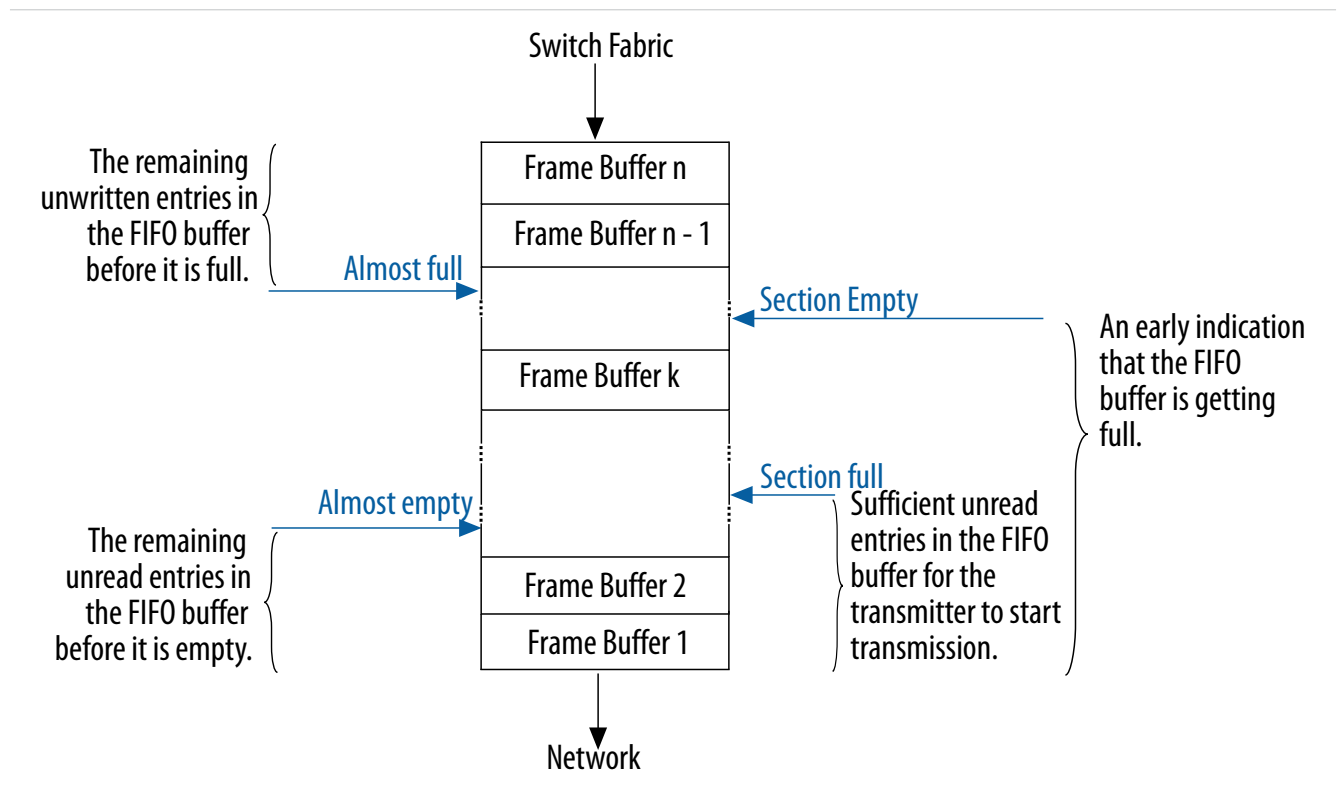 Switch Fabric
The remaining
unwritten entries in
the FIFO buffer
before it is full.
Almost full
Frame Buffer n
Frame Buffer n - 1
Section Empty
An early indication
that the FIFO
buffer is getting
full.
Frame Buffer k
Almost empty
Section full
Sufficient unread
entries in the FIFO
buffer for the
transmitter to start
transmission.
The remaining
unread entries in
the FIFO buffer
before it is empty.
Frame Buffer 2
Frame Buffer 1
Network